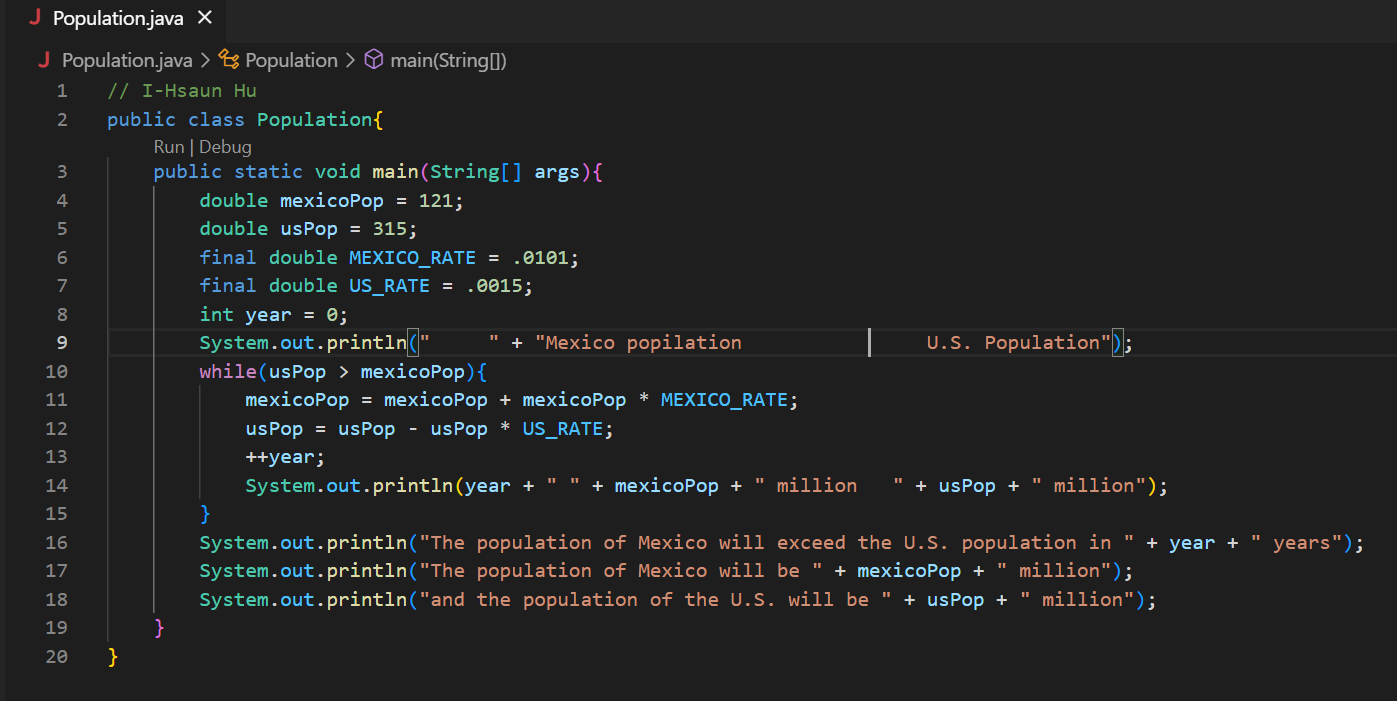 J Population.java ×
J Population.java > Population > main(String[])
1 // I-Hsaun Hu
2 public class Population{
Run | Debug
3     public static void main(String[] args){
4         double mexicoPop = 121;
5         double usPop = 315;
6         final double MEXICO_RATE = .0101;
7         final double US_RATE = .0015;
8         int year = 0;
9         System.out.println("     " + "Mexico popilation                U.S. Population");
10         while(usPop > mexicoPop){
11             mexicoPop = mexicoPop + mexicoPop * MEXICO_RATE;
12             usPop = usPop - usPop * US_RATE;
13             ++year;
14             System.out.println(year + " " + mexicoPop + " million   " + usPop + " million");
15         }
16         System.out.println("The population of Mexico will exceed the U.S. population in " + year + " years");
17         System.out.println("The population of Mexico will be " + mexicoPop + " million");
18         System.out.println("and the population of the U.S. will be " + usPop + " million");
19     }
20 }